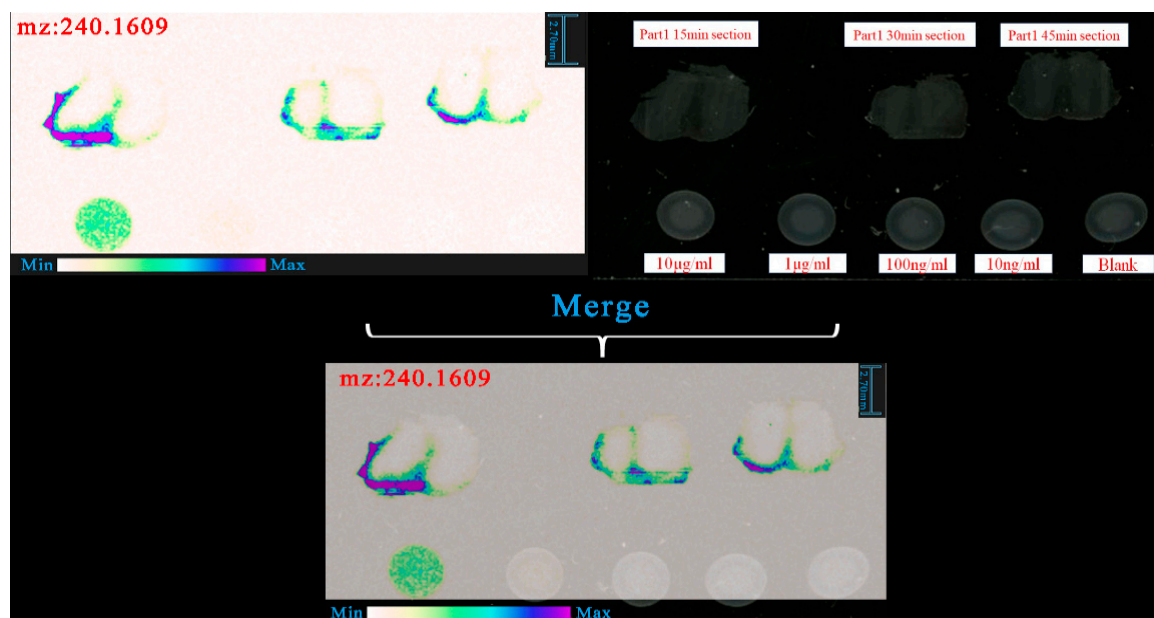 mz:240.1609
2.70mm
Min
Max
Part1 15min section
Part1 30min section
Part1 45min section
10μg/ml
1μg/ml
100ng/ml
10ng/ml
Blank
Merge
mz:240.1609
2.70mm
Min
Max